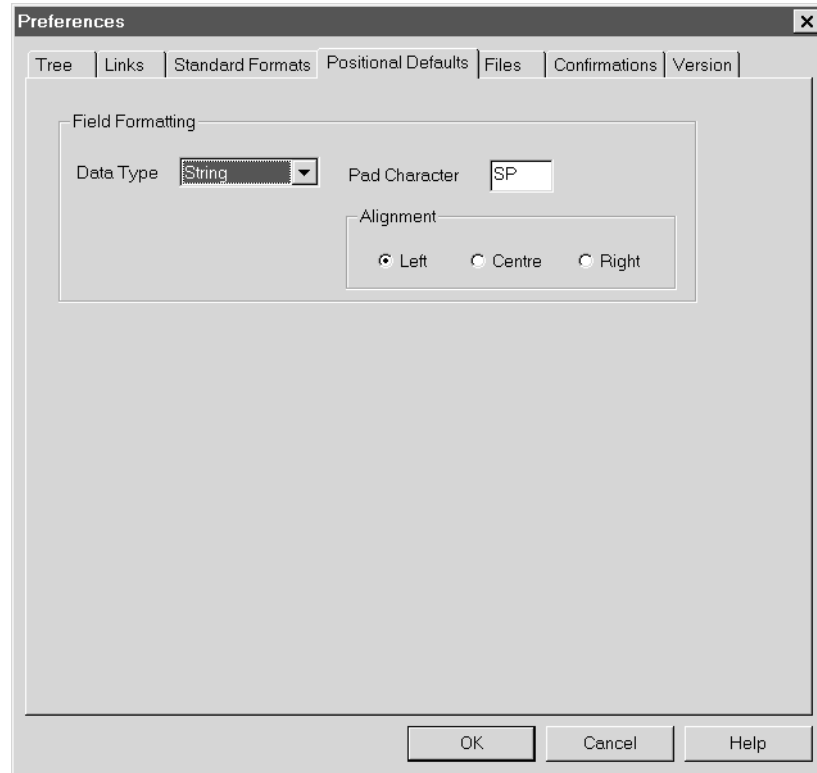 Preferences
Tree Links Standard Formats Positional Defaults Files Confirmations Version
Field Formatting
Data Type String Pad Character SP
Alignment
Left Centre Right
OK Cancel Help